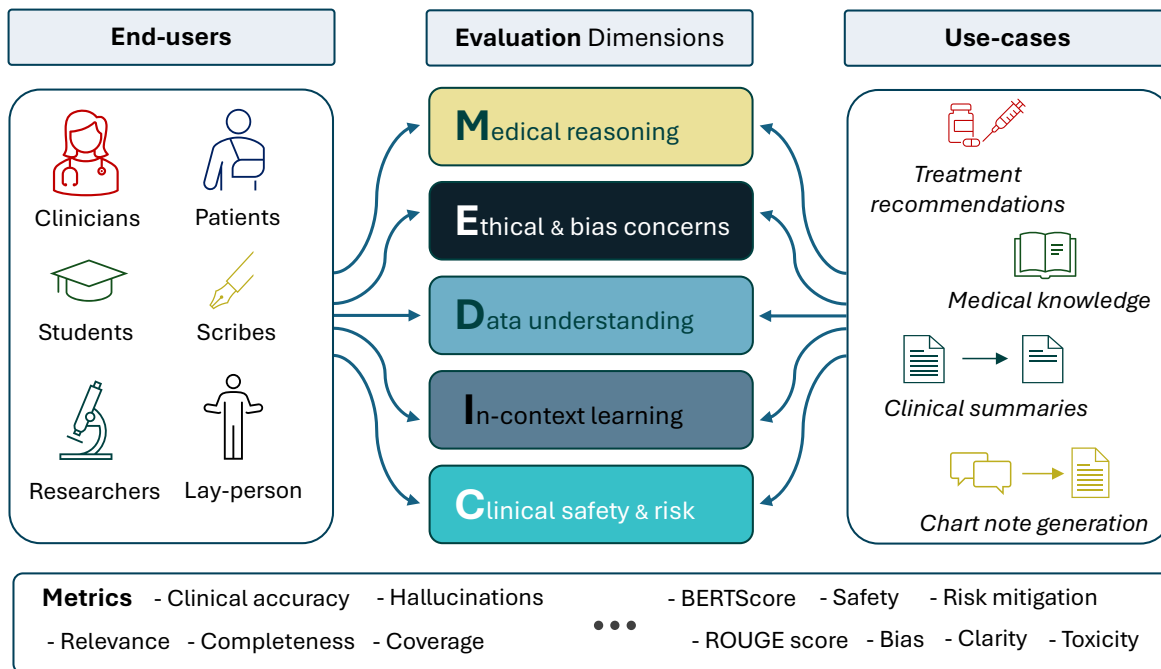 End-users
Evaluation Dimensions
Use-cases
Clinicians
Patients
Students
Scribes
Researchers
Lay-person
Medical reasoning
Ethical & bias concerns
Data understanding
In-context learning
Clinical safety & risk
Treatment
recommendations
Medical knowledge
Clinical summaries
Chart note generation
Metrics - Clinical accuracy - Hallucinations ... - BERTScore - Safety - Risk mitigation
- Relevance - Completeness - Coverage - ROUGE score - Bias - Clarity - Toxicity